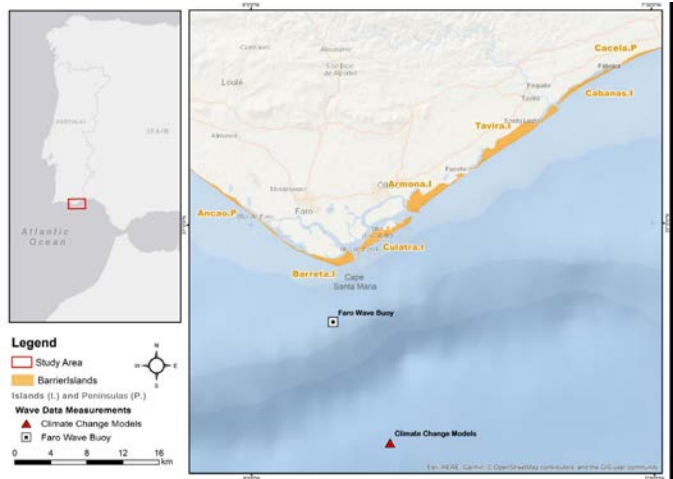 PORTUGAL
SPAIN
Atlantic
Ocean
Legend
Study Area
BarrierIslands
Islands (I.) and Peninsulas (P.)
Wave Data Measurements
Climate Change Models
Faro Wave Buoy
0 4 8 12 16
km
N
W E
S
Cacela.P
Cabanas.I
Tavira
Tavira.I
Loulé
Armona.I
Faro
Ancao.P
Culatra.I
Barreta.I
Cape
Santa Maria
Faro Wave Buoy
Climate Change Models
Esri, HERE, Garmin, © OpenStreetMap contributors, and the GIS user community